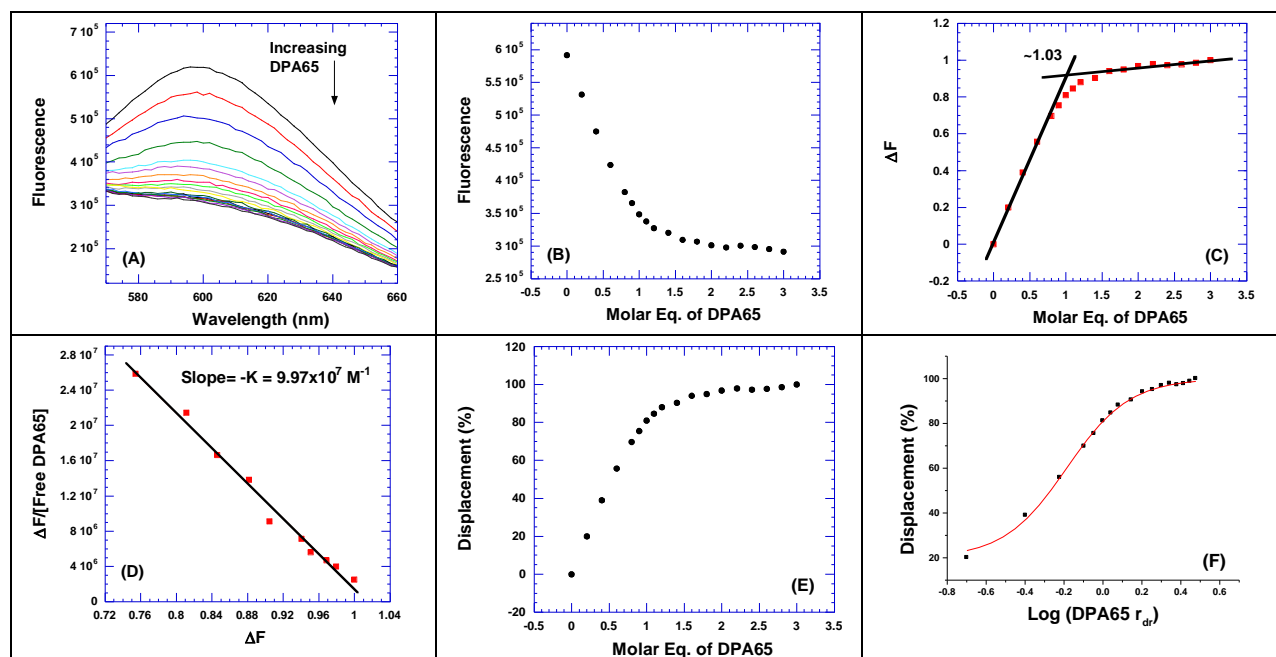 7 10⁵
6 10⁵
5 10⁵
4 10⁵
3 10⁵
2 10⁵
Fluorescence
Increasing
DPA65
(A)
580 600 620 640 660
Wavelength (nm)
6 10⁵
5.5 10⁵
5 10⁵
4.5 10⁵
4 10⁵
3.5 10⁵
3 10⁵
2.5 10⁵
Fluorescence
(B)
-0.5 0 0.5 1 1.5 2 2.5 3 3.5
Molar Eq. of DPA65
1.2
1
0.8
0.6
0.4
0.2
0
-0.2
ΔF
~1.03
(C)
-0.5 0 0.5 1 1.5 2 2.5 3 3.5
Molar Eq. of DPA65
2.8 10⁷
2.4 10⁷
2 10⁷
1.6 10⁷
1.2 10⁷
8 10⁶
4 10⁶
0
ΔF/[Free DPA65]
Slope= -K = 9.97x10⁷ M⁻¹
(D)
0.72 0.76 0.8 0.84 0.88 0.92 0.96 1 1.04
ΔF
120
100
80
60
40
20
0
-20
Displacement (%)
(E)
-0.5 0 0.5 1 1.5 2 2.5 3 3.5
Molar Eq. of DPA65
100
80
60
40
20
Displacement (%)
(F)
-0.8 -0.6 -0.4 -0.2 0.0 0.2 0.4 0.6
Log (DPA65 r_dr)